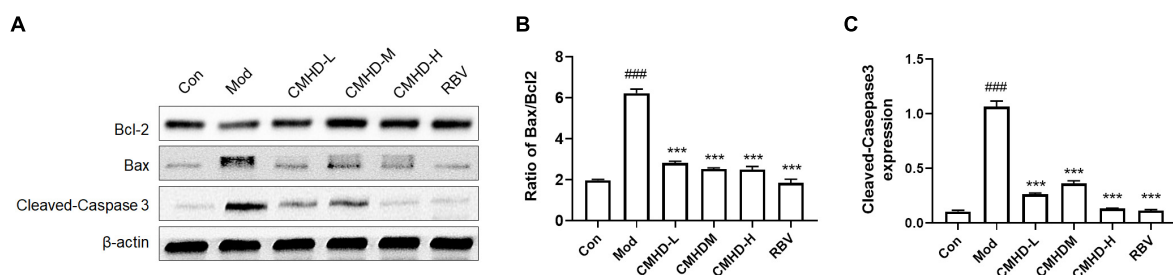 A
Con
Mod
CMHD-L
CMHD-M
CMHD-H
RBV
Bcl-2
Bax
Cleaved-Caspase 3
β-actin
B
Ratio of Bax/Bcl2
8
6
4
2
0
###
***
***
***
***
Con
Mod
CMHD-L
CMHDM
CMHD-H
RBV
C
Cleaved-Casepase3
expression
1.5
1.0
0.5
0.0
###
***
***
***
***
Con
Mod
CMHD-L
CMHDM
CMHD-H
RBV